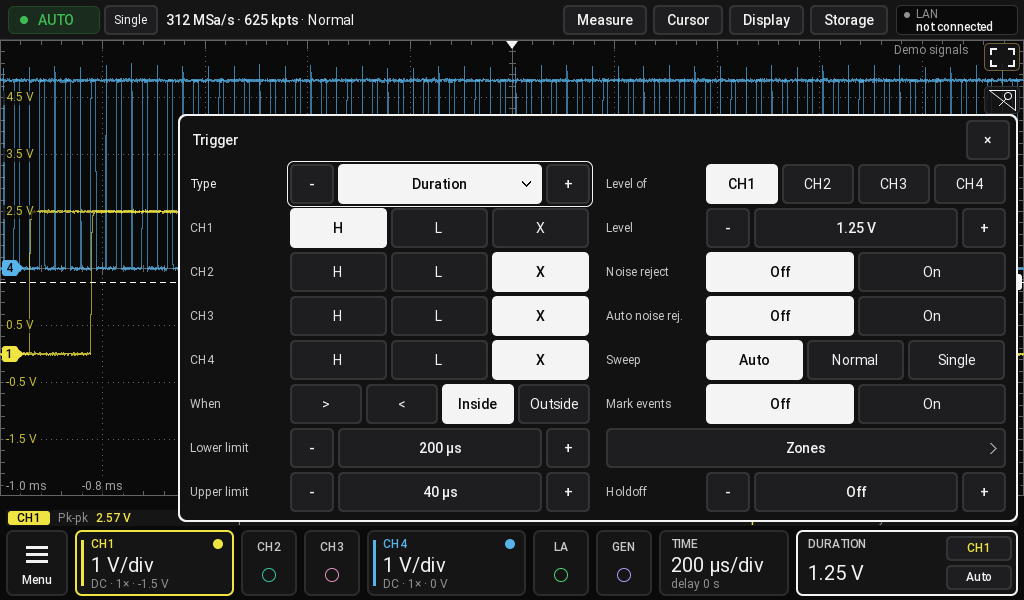 AUTO
Single
312 MSa/s · 625 kpts · Normal
Measure
Cursor
Display
Storage
LAN
not connected
Demo signals
4.5 V
3.5 V
2.5 V
4
0.5 V
1
-0.5 V
-1.5 V
-1.0 ms
-0.8 ms
Trigger
×
Type
-
Duration
+
Level of
CH1
CH2
CH3
CH4
CH1
H
L
X
Level
-
1.25 V
+
CH2
H
L
X
Noise reject
Off
On
CH3
H
L
X
Auto noise rej.
Off
On
CH4
H
L
X
Sweep
Auto
Normal
Single
When
>
<
Inside
Outside
Mark events
Off
On
Lower limit
-
200 µs
+
Zones
Upper limit
-
40 µs
+
Holdoff
-
Off
+
CH1
Pk-pk 2.57 V
Menu
CH1
1 V/div
DC · 1× · -1.5 V
CH2
CH3
CH4
1 V/div
DC · 1× · 0 V
LA
GEN
TIME
200 µs/div
delay 0 s
DURATION
1.25 V
CH1
Auto